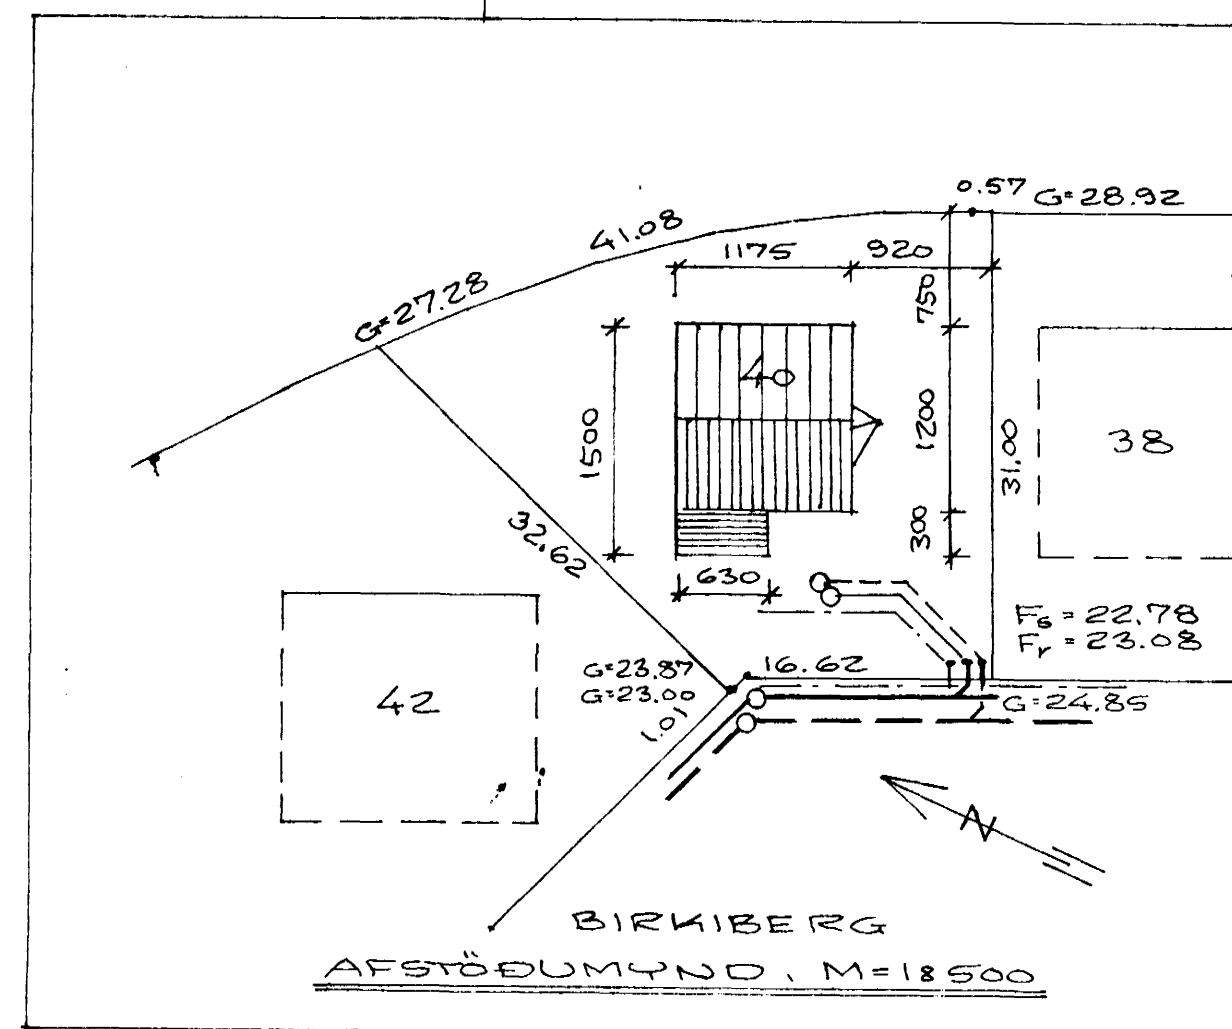 0.57 G=28.92
41.08
1175 920
G=27.28
750
40
1500
1200
31.00
38
32.62
300
630
Fs = 22.78
Fr = 23.08
G=23.87
16.62
G=23.00
G=24.85
42
1.01
N
BIRKIBERG
AFSTÖÐUMYND. M=1:500